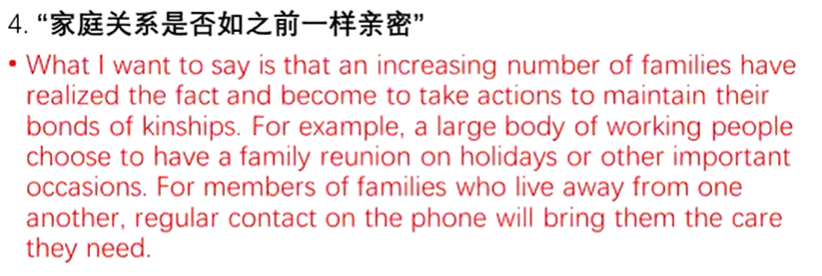 4. “家庭关系是否如之前一样亲密”
• What I want to say is that an increasing number of families have
realized the fact and become to take actions to maintain their
bonds of kinships. For example, a large body of working people
choose to have a family reunion on holidays or other important
occasions. For members of families who live away from one
another, regular contact on the phone will bring them the care
they need.